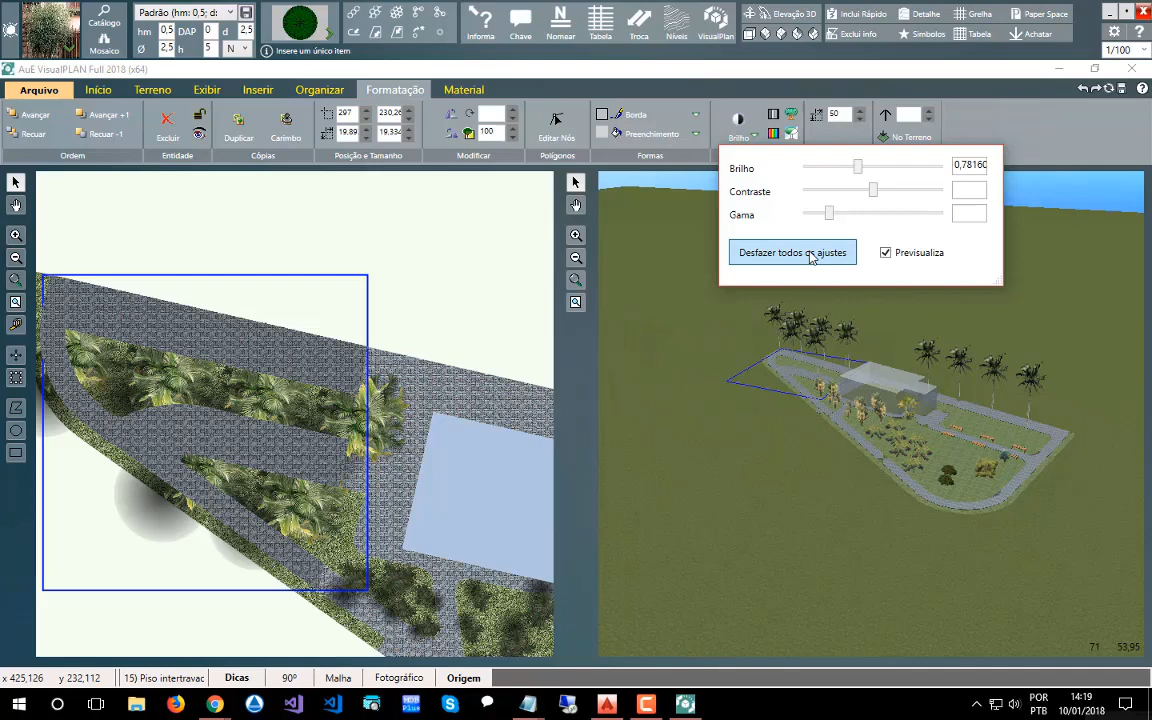 Padrão (hm: 0,5; d:
Catálogo
Mosaico
hm 0,5 DAP 0 d 2,5
Ø 2,5 h 5 N
Insere um único item
Informa
Chave
Nomear
Tabela
Troca
Níveis
VisualPlan
Elevação 3D
Inclui Rápido
Detalhe
Grelha
Paper Space
Exclui info
Símbolos
Tabela
Achatar
1/100
AuE VisualPLAN Full 2018 (x64)
Arquivo
Início
Terreno
Exibir
Inserir
Organizar
Formatação
Material
Avançar
Avançar +1
Recuar
Recuar -1
Ordem
Excluir
Entidade
Duplicar
Carimbo
Cópias
297 230,26
19,89 19,334
Posição e Tamanho
100
Modificar
Editar Nós
Polígonos
Borda
Preenchimento
Formas
Brilho
50
No Terreno
Brilho 0,7816
Contraste
Gama
Desfazer todos os ajustes
Previsualiza
71 53,95
x 425,126 y 232,112
15) Piso intertravac
Dicas
90º
Malha
Fotográfico
Origem
POR
PTB
14:19
10/01/2018